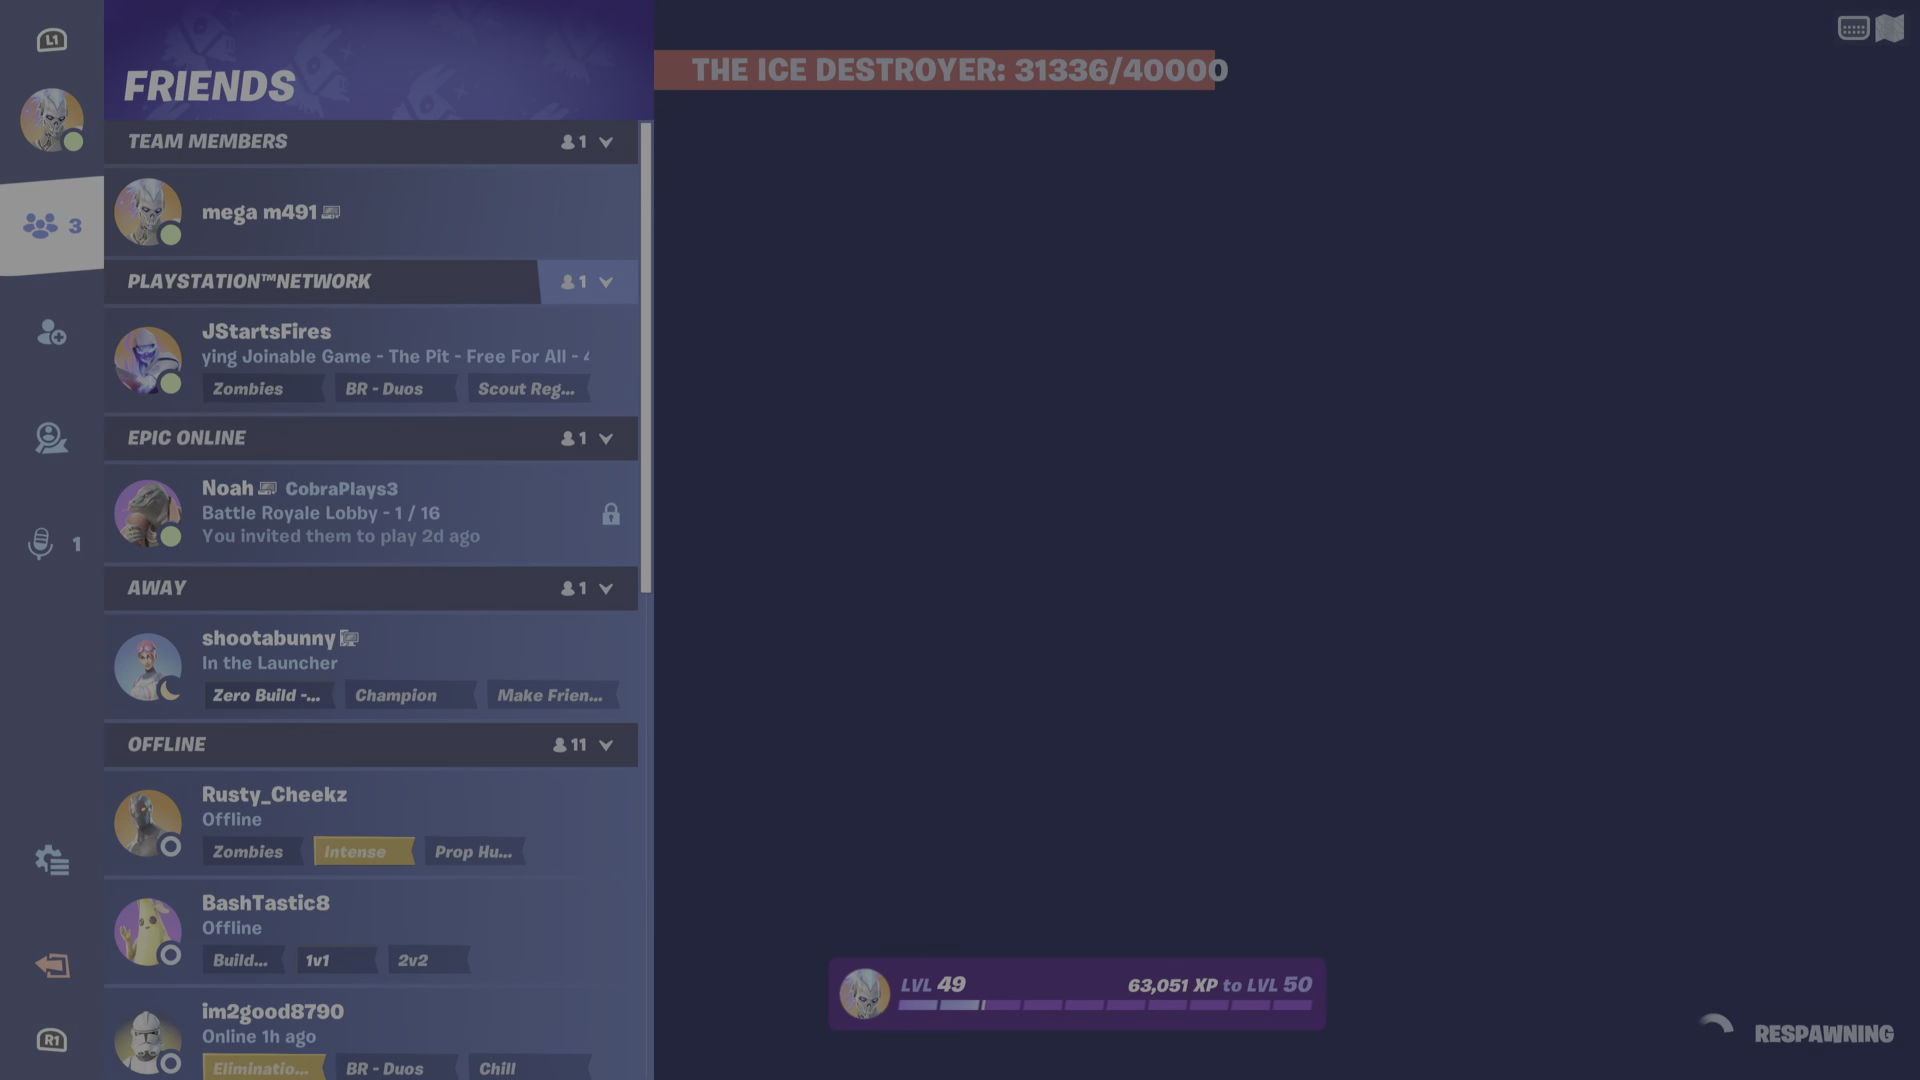 L1
FRIENDS
THE ICE DESTROYER: 31336/40000
TEAM MEMBERS 1
mega m491
3
PLAYSTATION™NETWORK 1
JStartsFires
ying Joinable Game - The Pit - Free For All - 4
Zombies BR - Duos Scout Reg...
EPIC ONLINE 1
Noah CobraPlays3
Battle Royale Lobby - 1 / 16
You invited them to play 2d ago
1
AWAY 1
shootabunny
In the Launcher
Zero Build -... Champion Make Frien...
OFFLINE 11
Rusty_Cheekz
Offline
Zombies Intense Prop Hu...
BashTastic8
Offline
Build... 1v1 2v2
im2good8790
Online 1h ago
Eliminatio... BR - Duos Chill
R1
LVL 49 63,051 XP to LVL 50
RESPAWNING